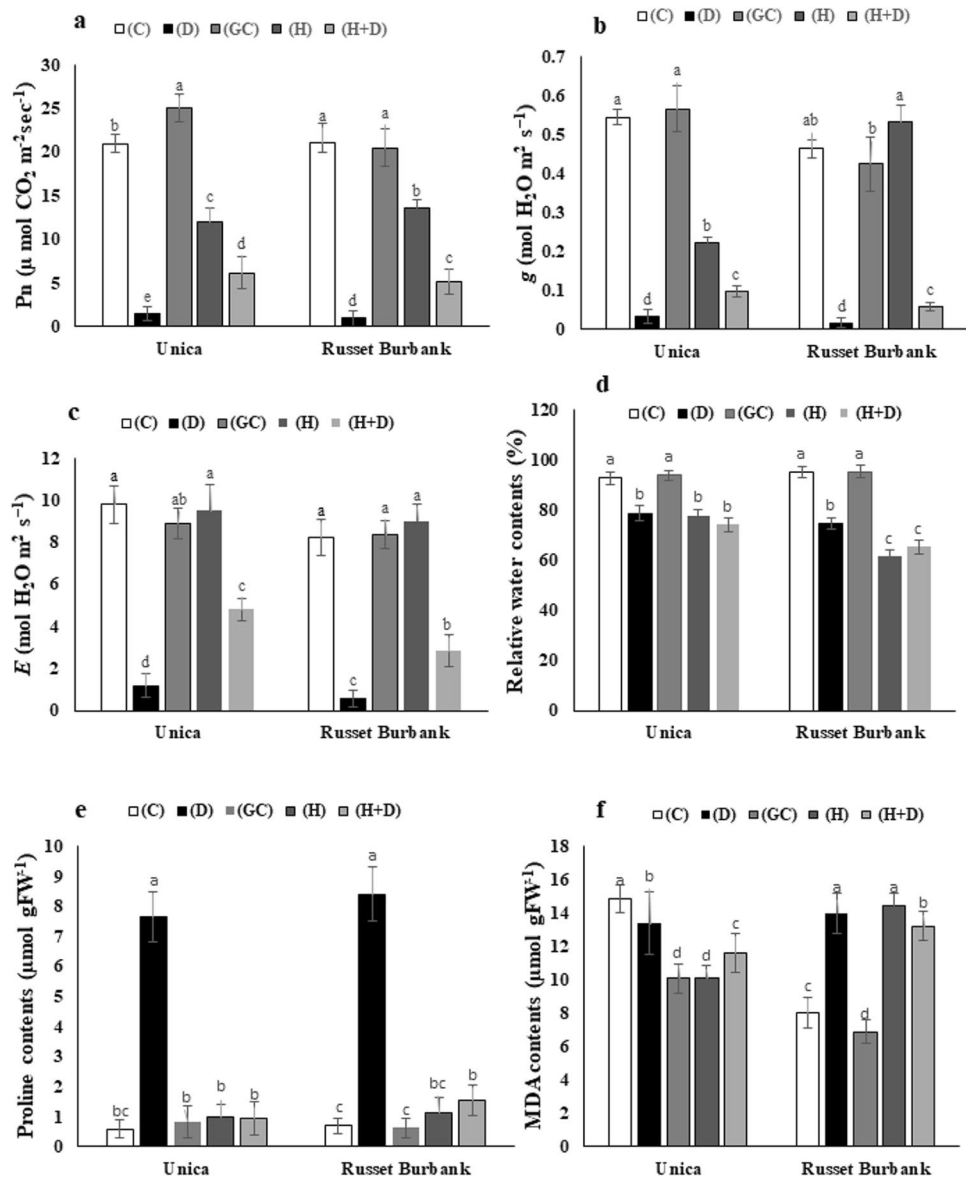 a
(C) (D) (GC) (H) (H+D)
Pn (µ mol CO₂ m⁻²sec⁻¹)
30
25
20
15
10
5
0
b e a c d
a d a b c
Unica Russet Burbank
b
(C) (D) (GC) (H) (H+D)
g (mol H₂O m² s⁻¹)
0.7
0.6
0.5
0.4
0.3
0.2
0.1
0
a d a b c
ab d b a c
Unica Russet Burbank
c
(C) (D) (GC) (H) (H+D)
E (mol H₂O m² s⁻¹)
12
10
8
6
4
2
0
a d ab a c
a c a a b
Unica Russet Burbank
d
(C) (D) (GC) (H) (H+D)
Relative water contents (%)
120
100
80
60
40
20
0
a b a b b
a b a c c
Unica Russet Burbank
e
(C) (D) (GC) (H) (H+D)
Proline contents (µmol gFW⁻¹)
10
9
8
7
6
5
4
3
2
1
0
bc a b b b
c a c bc b
Unica Russet Burbank
f
(C) (D) (GC) (H) (H+D)
MDA contents (µmol gFW⁻¹)
18
16
14
12
10
8
6
4
2
0
a b d d c
c a d a b
Unica Russet Burbank